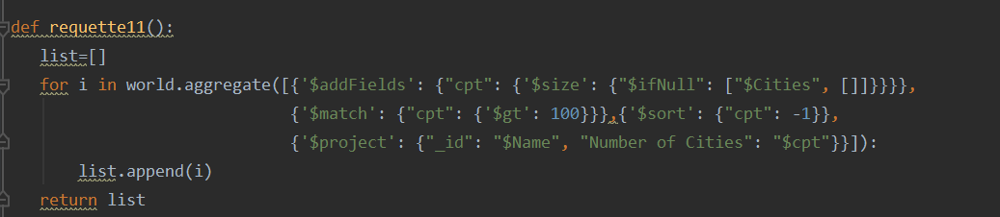 def requette11():
    list=[]
    for i in world.aggregate([{'$addFields': {"cpt": {'$size': {"$ifNull": ["$Cities", []]}}}},
                              {'$match': {"cpt": {'$gt': 100}}},{'$sort': {"cpt": -1}},
                              {'$project': {"_id": "$Name", "Number of Cities": "$cpt"}}]):
        list.append(i)
    return list